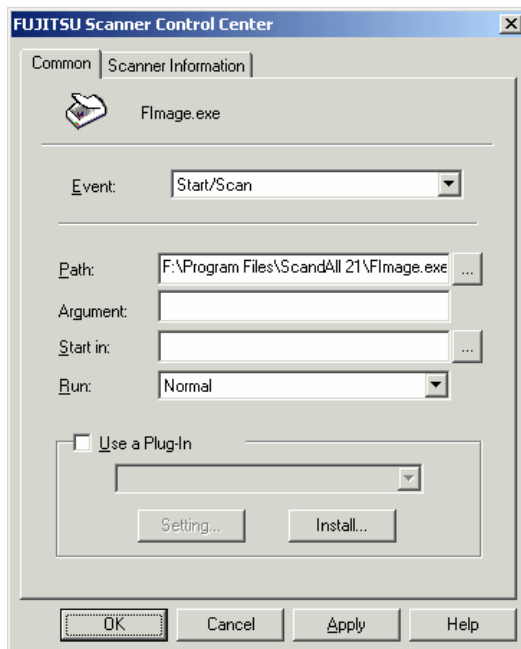 FUJITSU Scanner Control Center
Common Scanner Information
FImage.exe
Event: Start/Scan
Path: F:\Program Files\ScandAll 21\FImage.exe ...
Argument:
Start in: ...
Run: Normal
Use a Plug-In
Setting... Install...
OK Cancel Apply Help